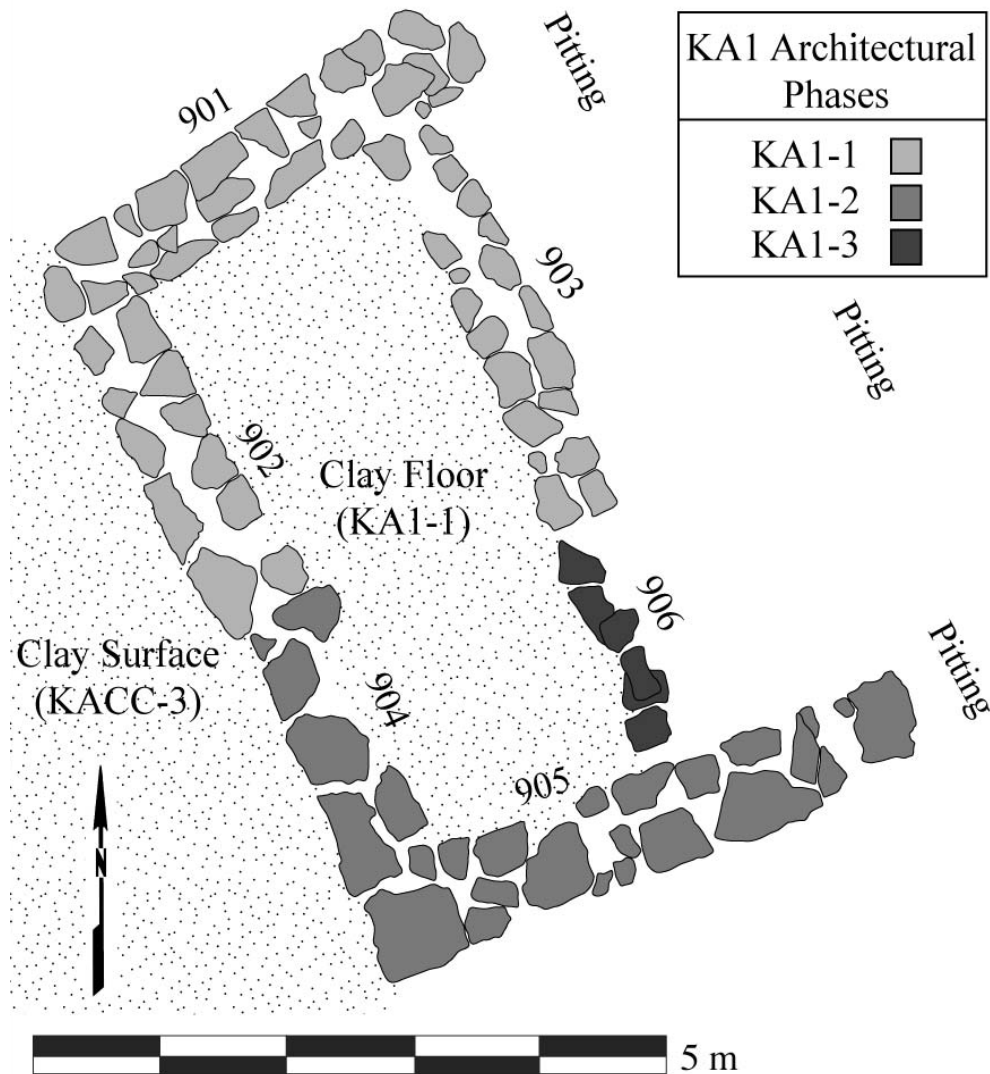 Pitting
KA1 Architectural
Phases
KA1-1
KA1-2
KA1-3
901
903
Pitting
902
Clay Floor
(KA1-1)
906
Clay Surface
(KACC-3)
904
Pitting
905
N
5 m